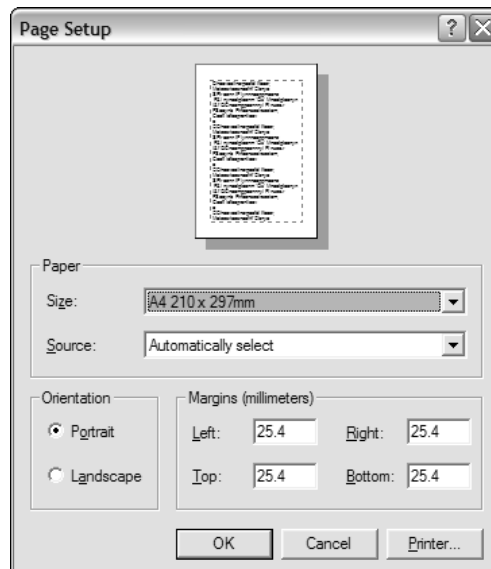 Page Setup
Paper
Size: A4 210 x 297mm
Source: Automatically select
Orientation
Portrait
Landscape
Margins (millimeters)
Left: 25.4 Right: 25.4
Top: 25.4 Bottom: 25.4
OK Cancel Printer...